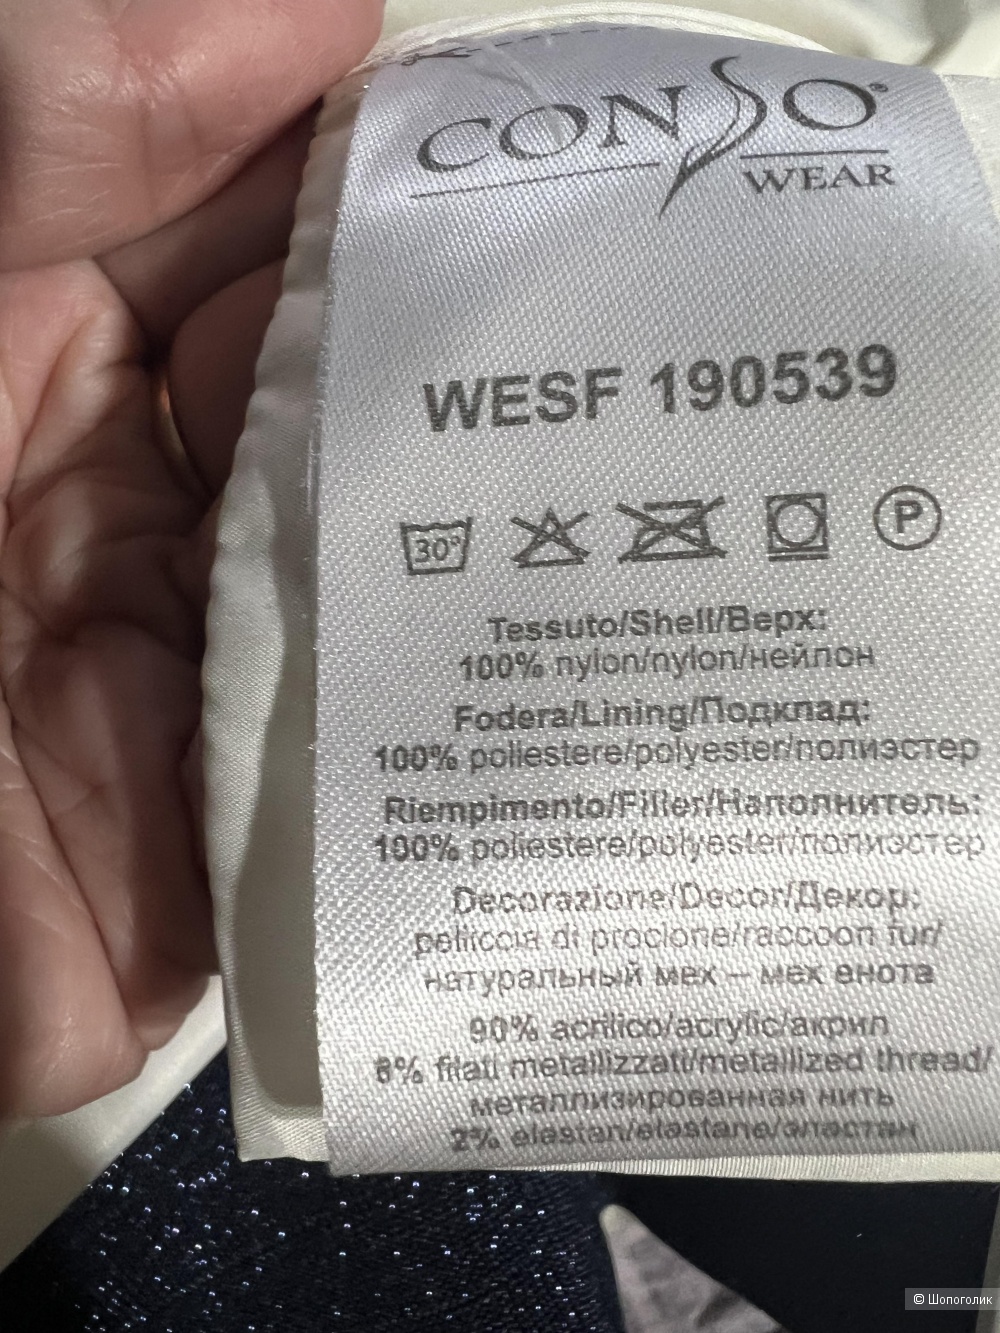 CONSO®
WEAR
WESF 190539
30°
P
Tessuto/Shell/Верх:
100% nylon/nylon/нейлон
Fodera/Lining/Подклад:
100% poliestere/polyester/полиэстер
Riempimento/Filler/Наполнитель:
100% poliestere/polyester/полиэстер
Decorazione/Decor/Декор:
pelliccia di procione/raccoon fur/
натуральный мех – мех енота
90% acrilico/acrylic/акрил
8% filati metallizzati/metallized thread/
металлизированная нить
2% elastan/elastane/эластан
© Шопоголик